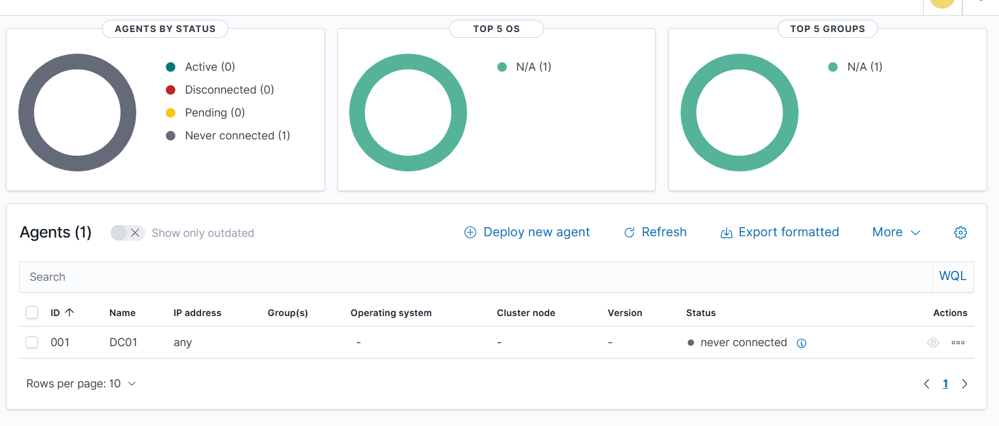 AGENTS BY STATUS
Active (0)
Disconnected (0)
Pending (0)
Never connected (1)
TOP 5 OS
N/A (1)
TOP 5 GROUPS
N/A (1)
Agents (1) Show only outdated Deploy new agent Refresh Export formatted More
Search WQL
ID Name IP address Group(s) Operating system Cluster node Version Status Actions
001 DC01 any - - - never connected
Rows per page: 10 1